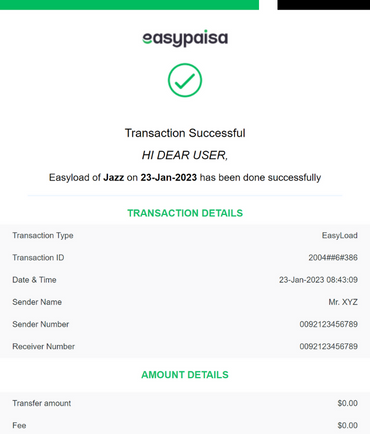 easypaisa
Transaction Successful
HI DEAR USER,
Easyload of Jazz on 23-Jan-2023 has been done successfully
TRANSACTION DETAILS
Transaction Type EasyLoad
Transaction ID 2004##6#386
Date & Time 23-Jan-2023 08:43:09
Sender Name Mr. XYZ
Sender Number 0092123456789
Receiver Number 0092123456789
AMOUNT DETAILS
Transfer amount $0.00
Fee $0.00